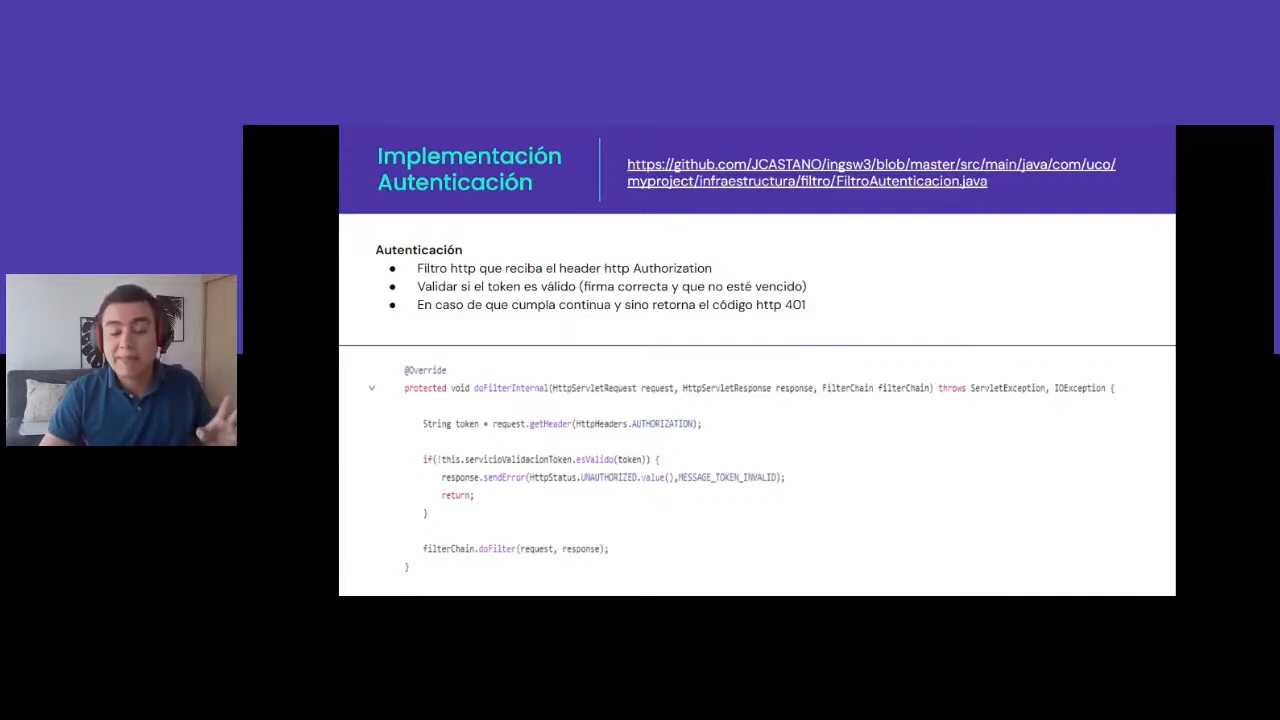 Implementación
Autenticación
https://github.com/JCASTANO/ingsw3/blob/master/src/main/java/com/uco/
myproject/infraestructura/filtro/FiltroAutenticacion.java
Autenticación
● Filtro http que reciba el header http Authorization
● Validar si el token es válido (firma correcta y que no esté vencido)
● En caso de que cumpla continua y sino retorna el código http 401
@Override
protected void doFilterInternal(HttpServletRequest request, HttpServletResponse response, FilterChain filterChain) throws ServletException, IOException {
String token = request.getHeader(HttpHeaders.AUTHORIZATION);
if(!this.servicioValidacionToken.esValido(token)) {
response.sendError(HttpStatus.UNAUTHORIZED.value(),MESSAGE_TOKEN_INVALID);
return;
}
filterChain.doFilter(request, response);
}